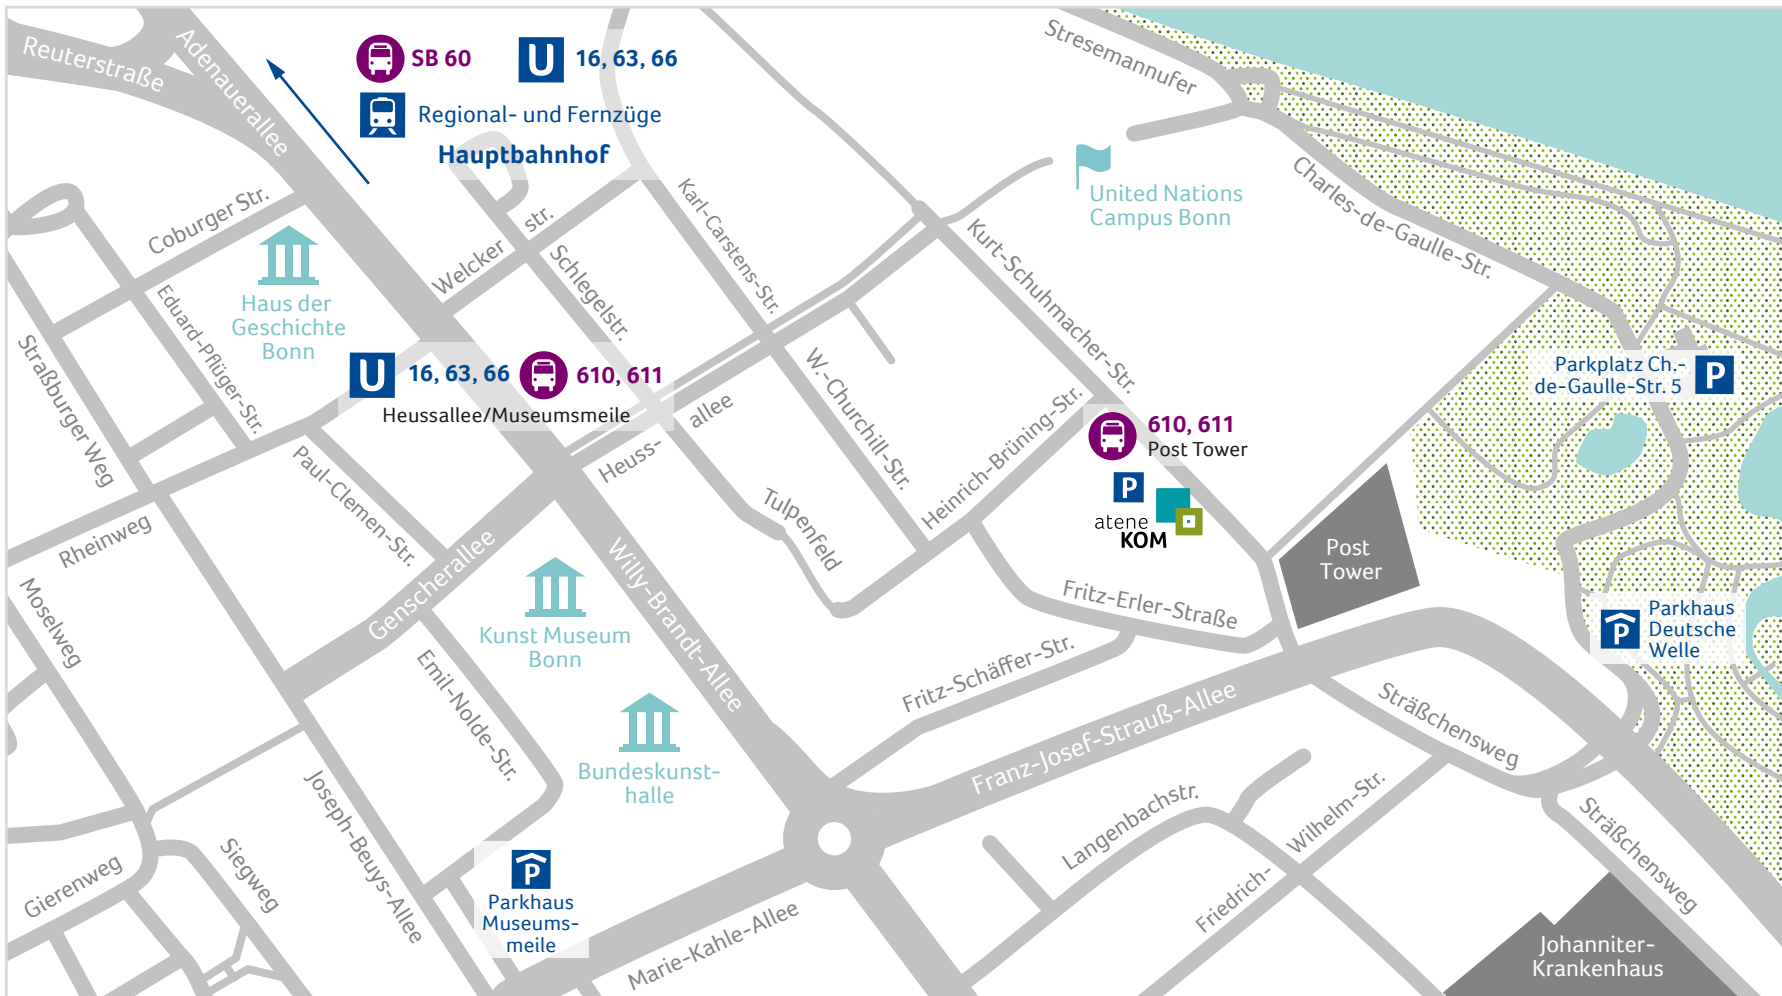 Reuterstraße
Adenauerallee
SB 60
U
16, 63, 66
Regional- und Fernzüge
Hauptbahnhof
Stresemannufer
United Nations
Campus Bonn
Charles-de-Gaulle-Str.
Coburger Str.
Welcker str.
Karl-Carstens-Str.
Kurt-Schuhmacher-Str.
Schlegelstr.
Haus der
Geschichte
Bonn
Eduard-Pflüger-Str.
Straßburger Weg
U
16, 63, 66
610, 611
Heussallee/Museumsmeile
Heuss- allee
W.-Churchill-Str.
Heinrich-Brüning-Str.
610, 611
Post Tower
P
atene
KOM
Parkplatz Ch.-
de-Gaulle-Str. 5
P
Paul-Clemen-Str.
Rheinweg
Tulpenfeld
Genscherallee
Willy-Brandt-Allee
Post
Tower
Moselweg
Kunst Museum
Bonn
Fritz-Erler-Straße
P
Parkhaus
Deutsche
Welle
Emil-Nolde-Str.
Fritz-Schäffer-Str.
Franz-Josef-Strauß-Allee
Sträßchensweg
Bundeskunst-
halle
Joseph-Beuys-Allee
Langenbachstr.
Friedrich- Wilhelm-Str.
Sträßchensweg
Gierenweg
Siegweg
P
Parkhaus
Museums-
meile
Marie-Kahle-Allee
Johanniter-
Krankenhaus